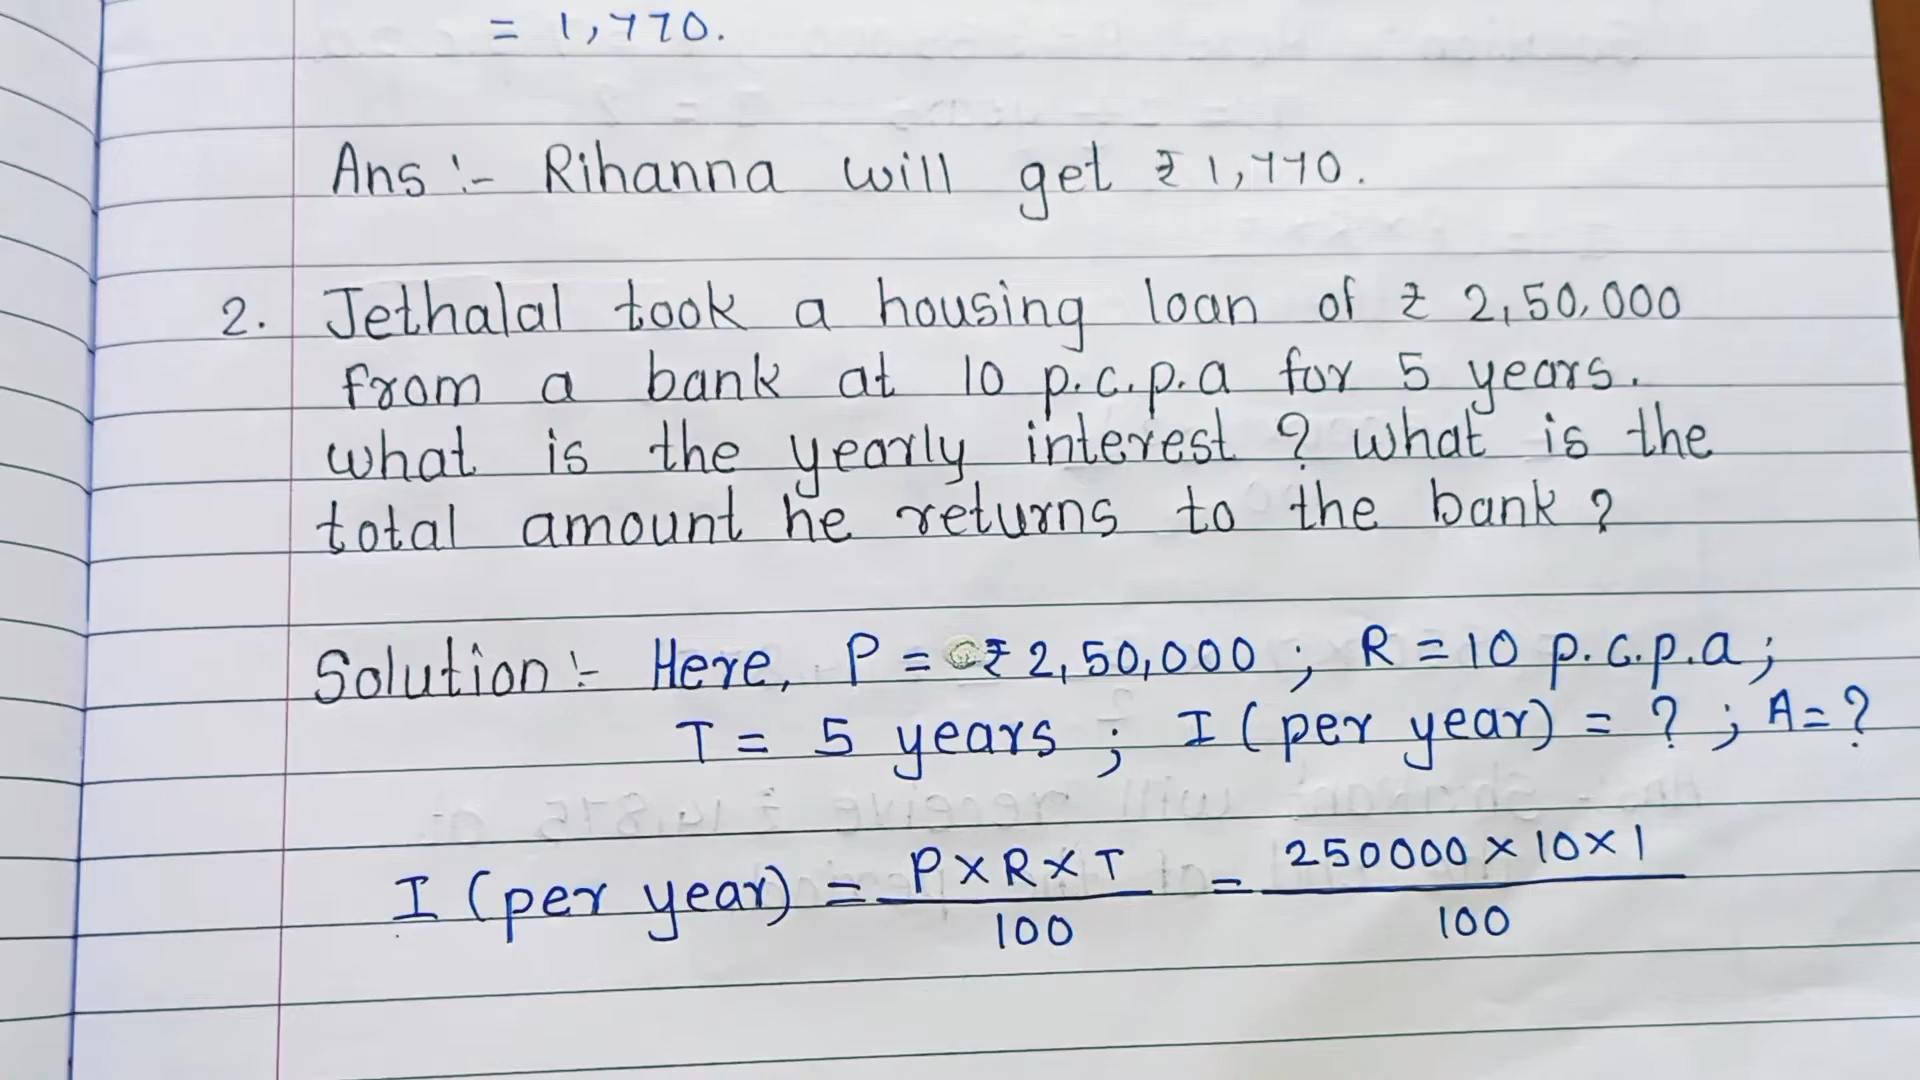 = 1,770.
Ans :- Rihanna will get ₹ 1,770.
2. Jethalal took a housing loan of ₹ 2,50,000
from a bank at 10 p.c.p.a for 5 years.
what is the yearly interest ? what is the
total amount he returns to the bank ?
Solution :- Here, P = ₹ 2,50,000 ; R = 10 p.c.p.a ;
T = 5 years ; I (per year) = ? ; A = ?
I (per year) = P × R × T / 100 = 250000 × 10 × 1 / 100